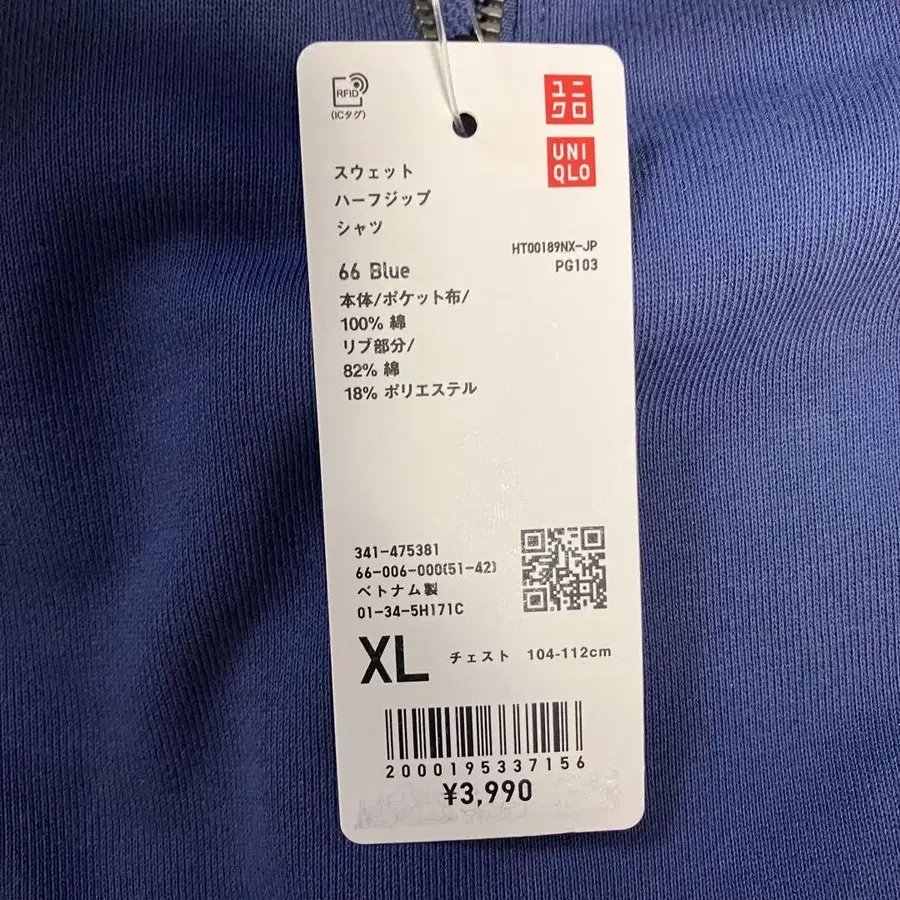 RFID
(ICタグ)
ユニ
クロ
UNI
QLO
スウェット
ハーフジップ
シャツ
HT00189NX-JP
PG103
66 Blue
本体/ポケット布/
100% 綿
リブ部分/
82% 綿
18% ポリエステル
341-475381
66-006-000(51-42)
ベトナム製
01-34-5H171C
XL チェスト 104-112cm
2000195337156
¥3,990